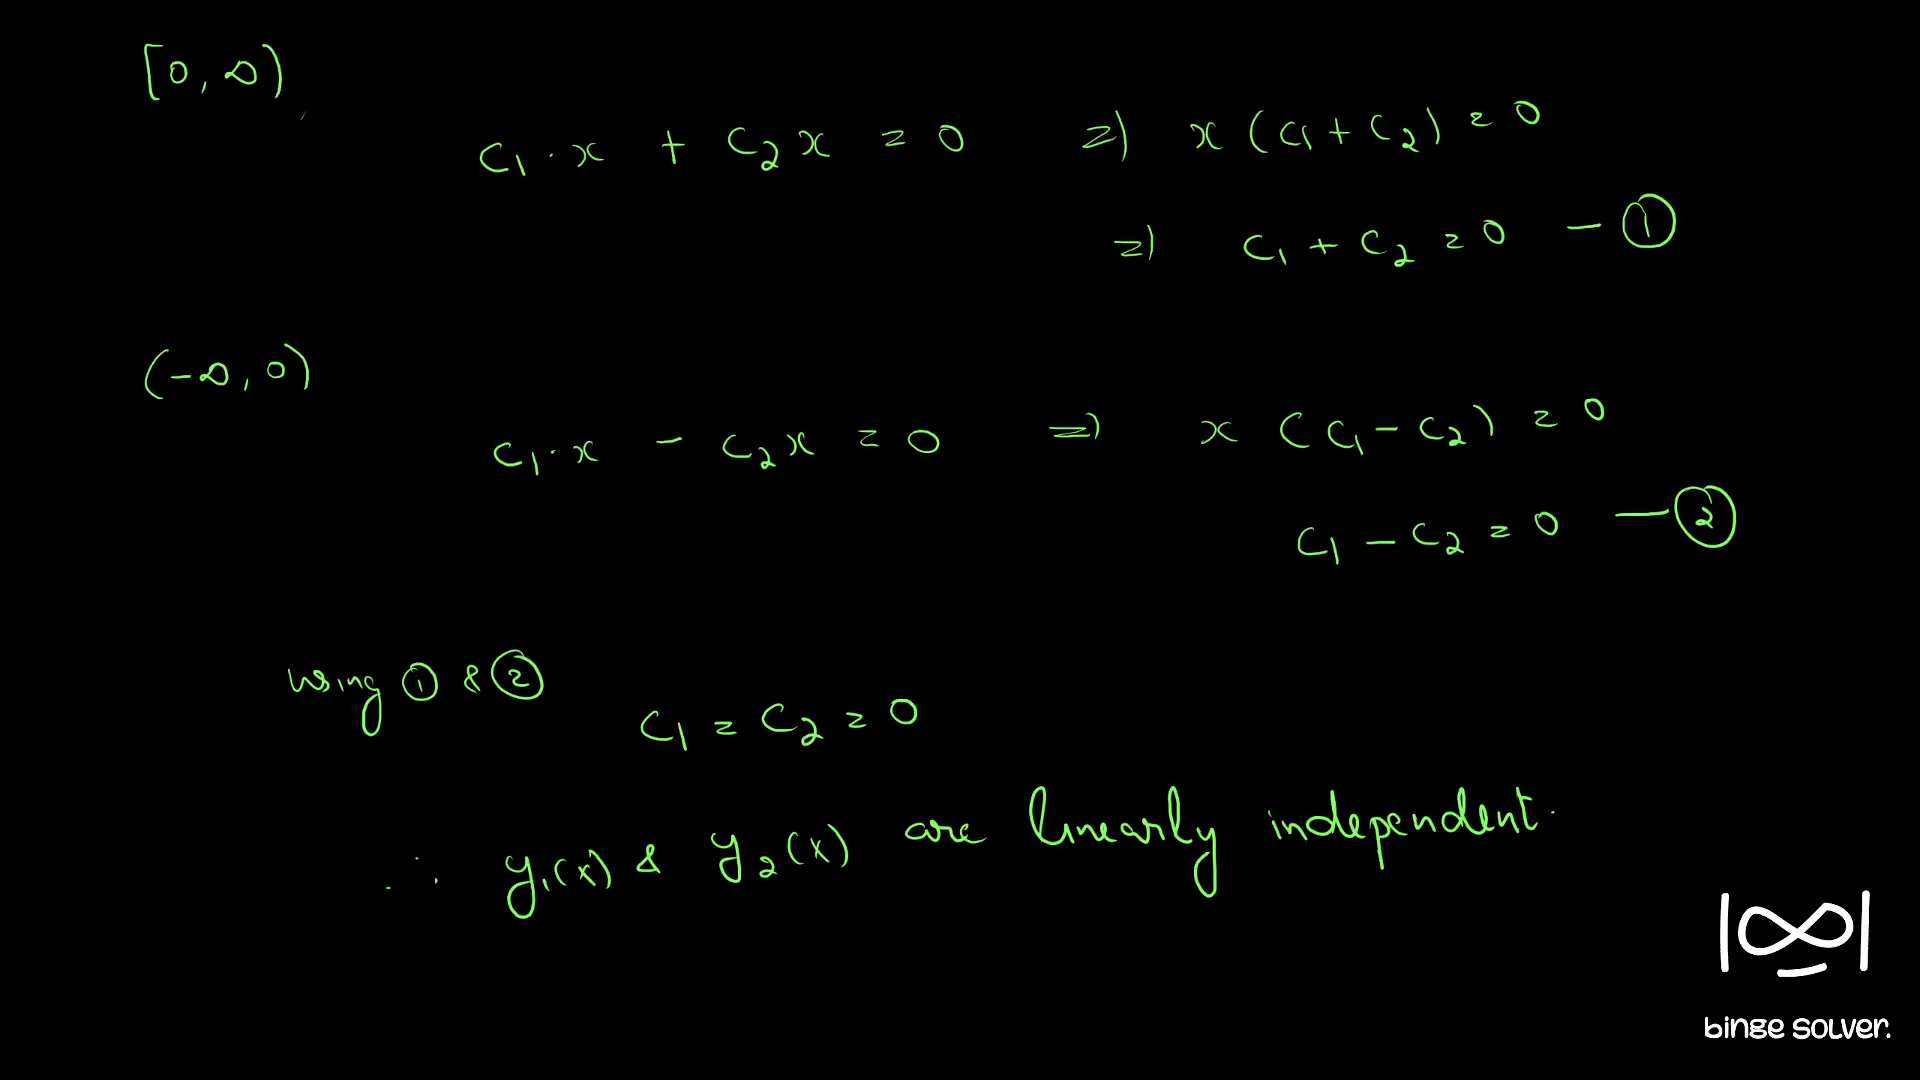 [0, ∞)
C₁·x + C₂x = 0 ⇒ x(C₁ + C₂) = 0
⇒ C₁ + C₂ = 0 — ①
(-∞, 0)
C₁·x − C₂x = 0 ⇒ x(C₁ − C₂) = 0
C₁ − C₂ = 0 — ②
using ① & ②
C₁ = C₂ = 0
∴ y₁(x) & y₂(x) are linearly independent.
binge solver.